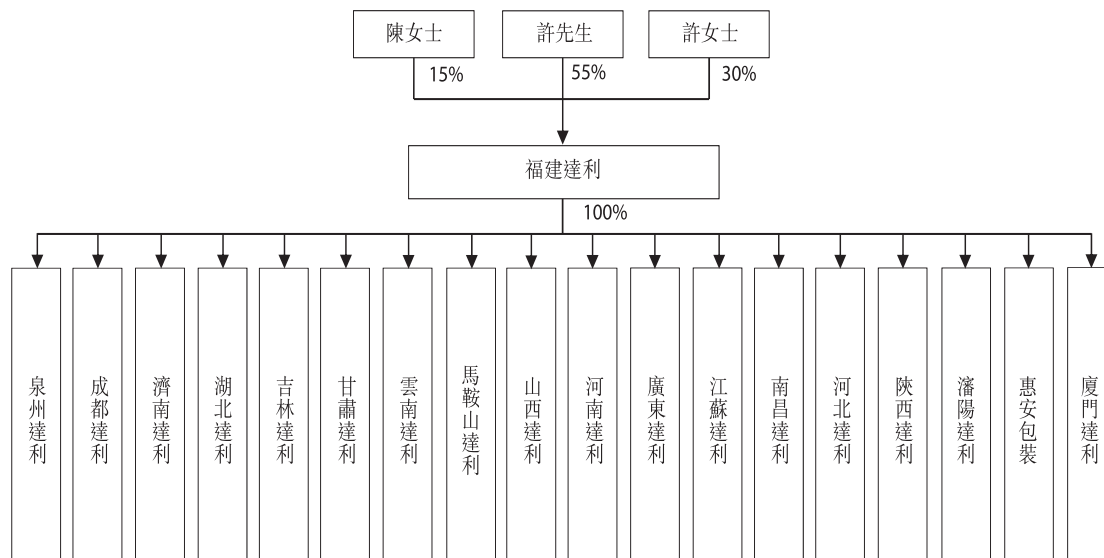 陳女士
許先生
許女士
15%
55%
30%
福建達利
100%
泉州達利
成都達利
濟南達利
湖北達利
吉林達利
甘肅達利
雲南達利
馬鞍山達利
山西達利
河南達利
廣東達利
江蘇達利
南昌達利
河北達利
陝西達利
瀋陽達利
惠安包裝
廈門達利